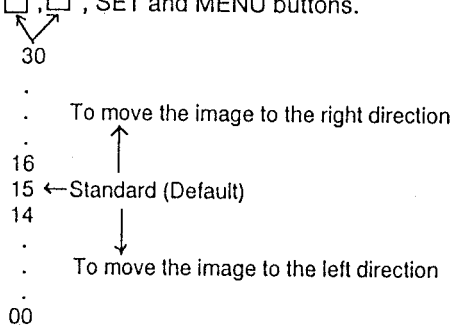 ☐ , ☐ , SET and MENU buttons.
30
.
. To move the image to the right direction
.
16
15 ←Standard (Default)
14
.
. To move the image to the left direction
.
00